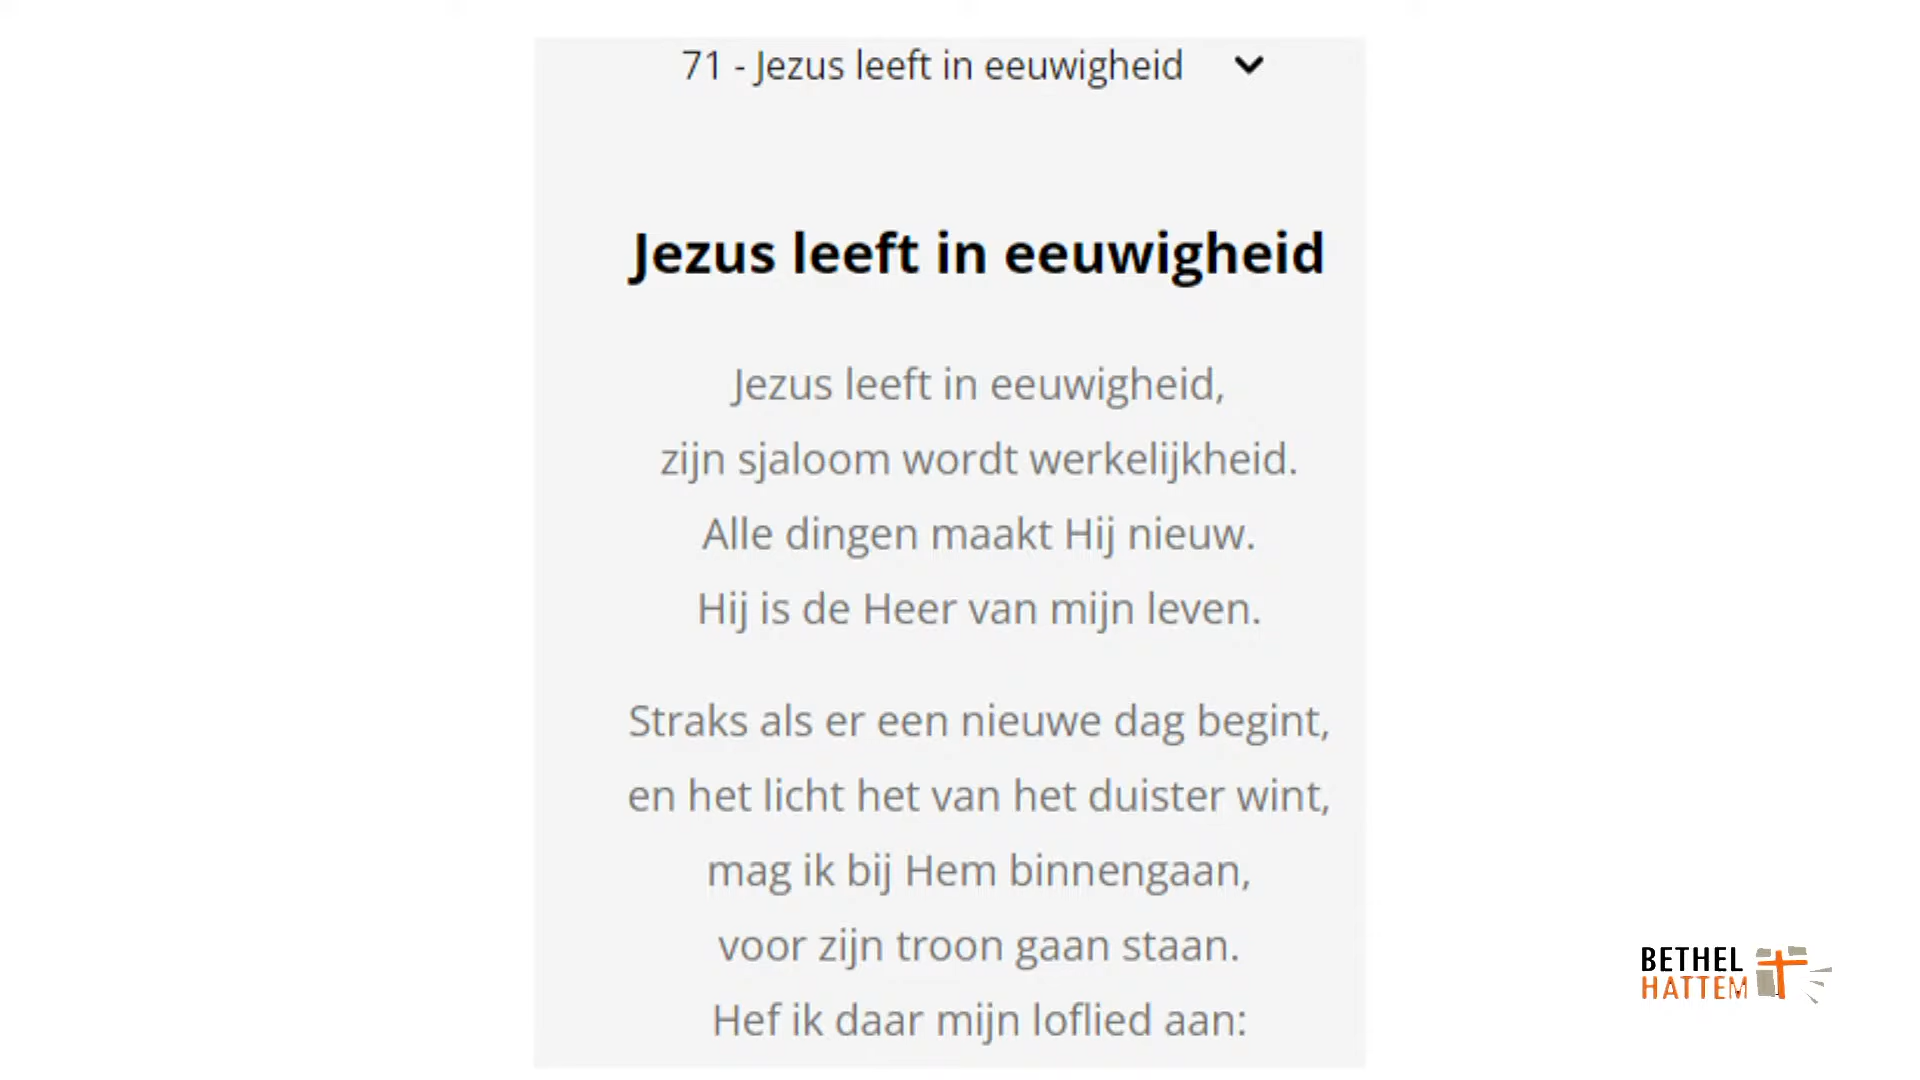 71 - Jezus leeft in eeuwigheid
Jezus leeft in eeuwigheid
Jezus leeft in eeuwigheid,
zijn sjaloom wordt werkelijkheid.
Alle dingen maakt Hij nieuw.
Hij is de Heer van mijn leven.
Straks als er een nieuwe dag begint,
en het licht het van het duister wint,
mag ik bij Hem binnengaan,
voor zijn troon gaan staan.
Hef ik daar mijn loflied aan:
BETHEL
HATTEM